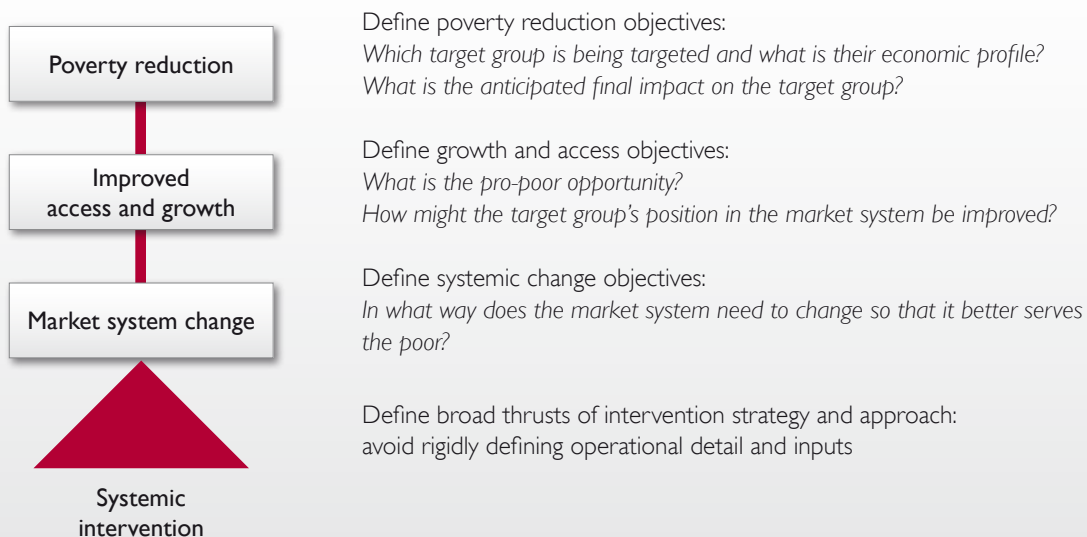 Poverty reduction
Define poverty reduction objectives:
Which target group is being targeted and what is their economic profile?
What is the anticipated final impact on the target group?
Improved
access and growth
Define growth and access objectives:
What is the pro-poor opportunity?
How might the target group's position in the market system be improved?
Market system change
Define systemic change objectives:
In what way does the market system need to change so that it better serves
the poor?
Systemic
intervention
Define broad thrusts of intervention strategy and approach:
avoid rigidly defining operational detail and inputs